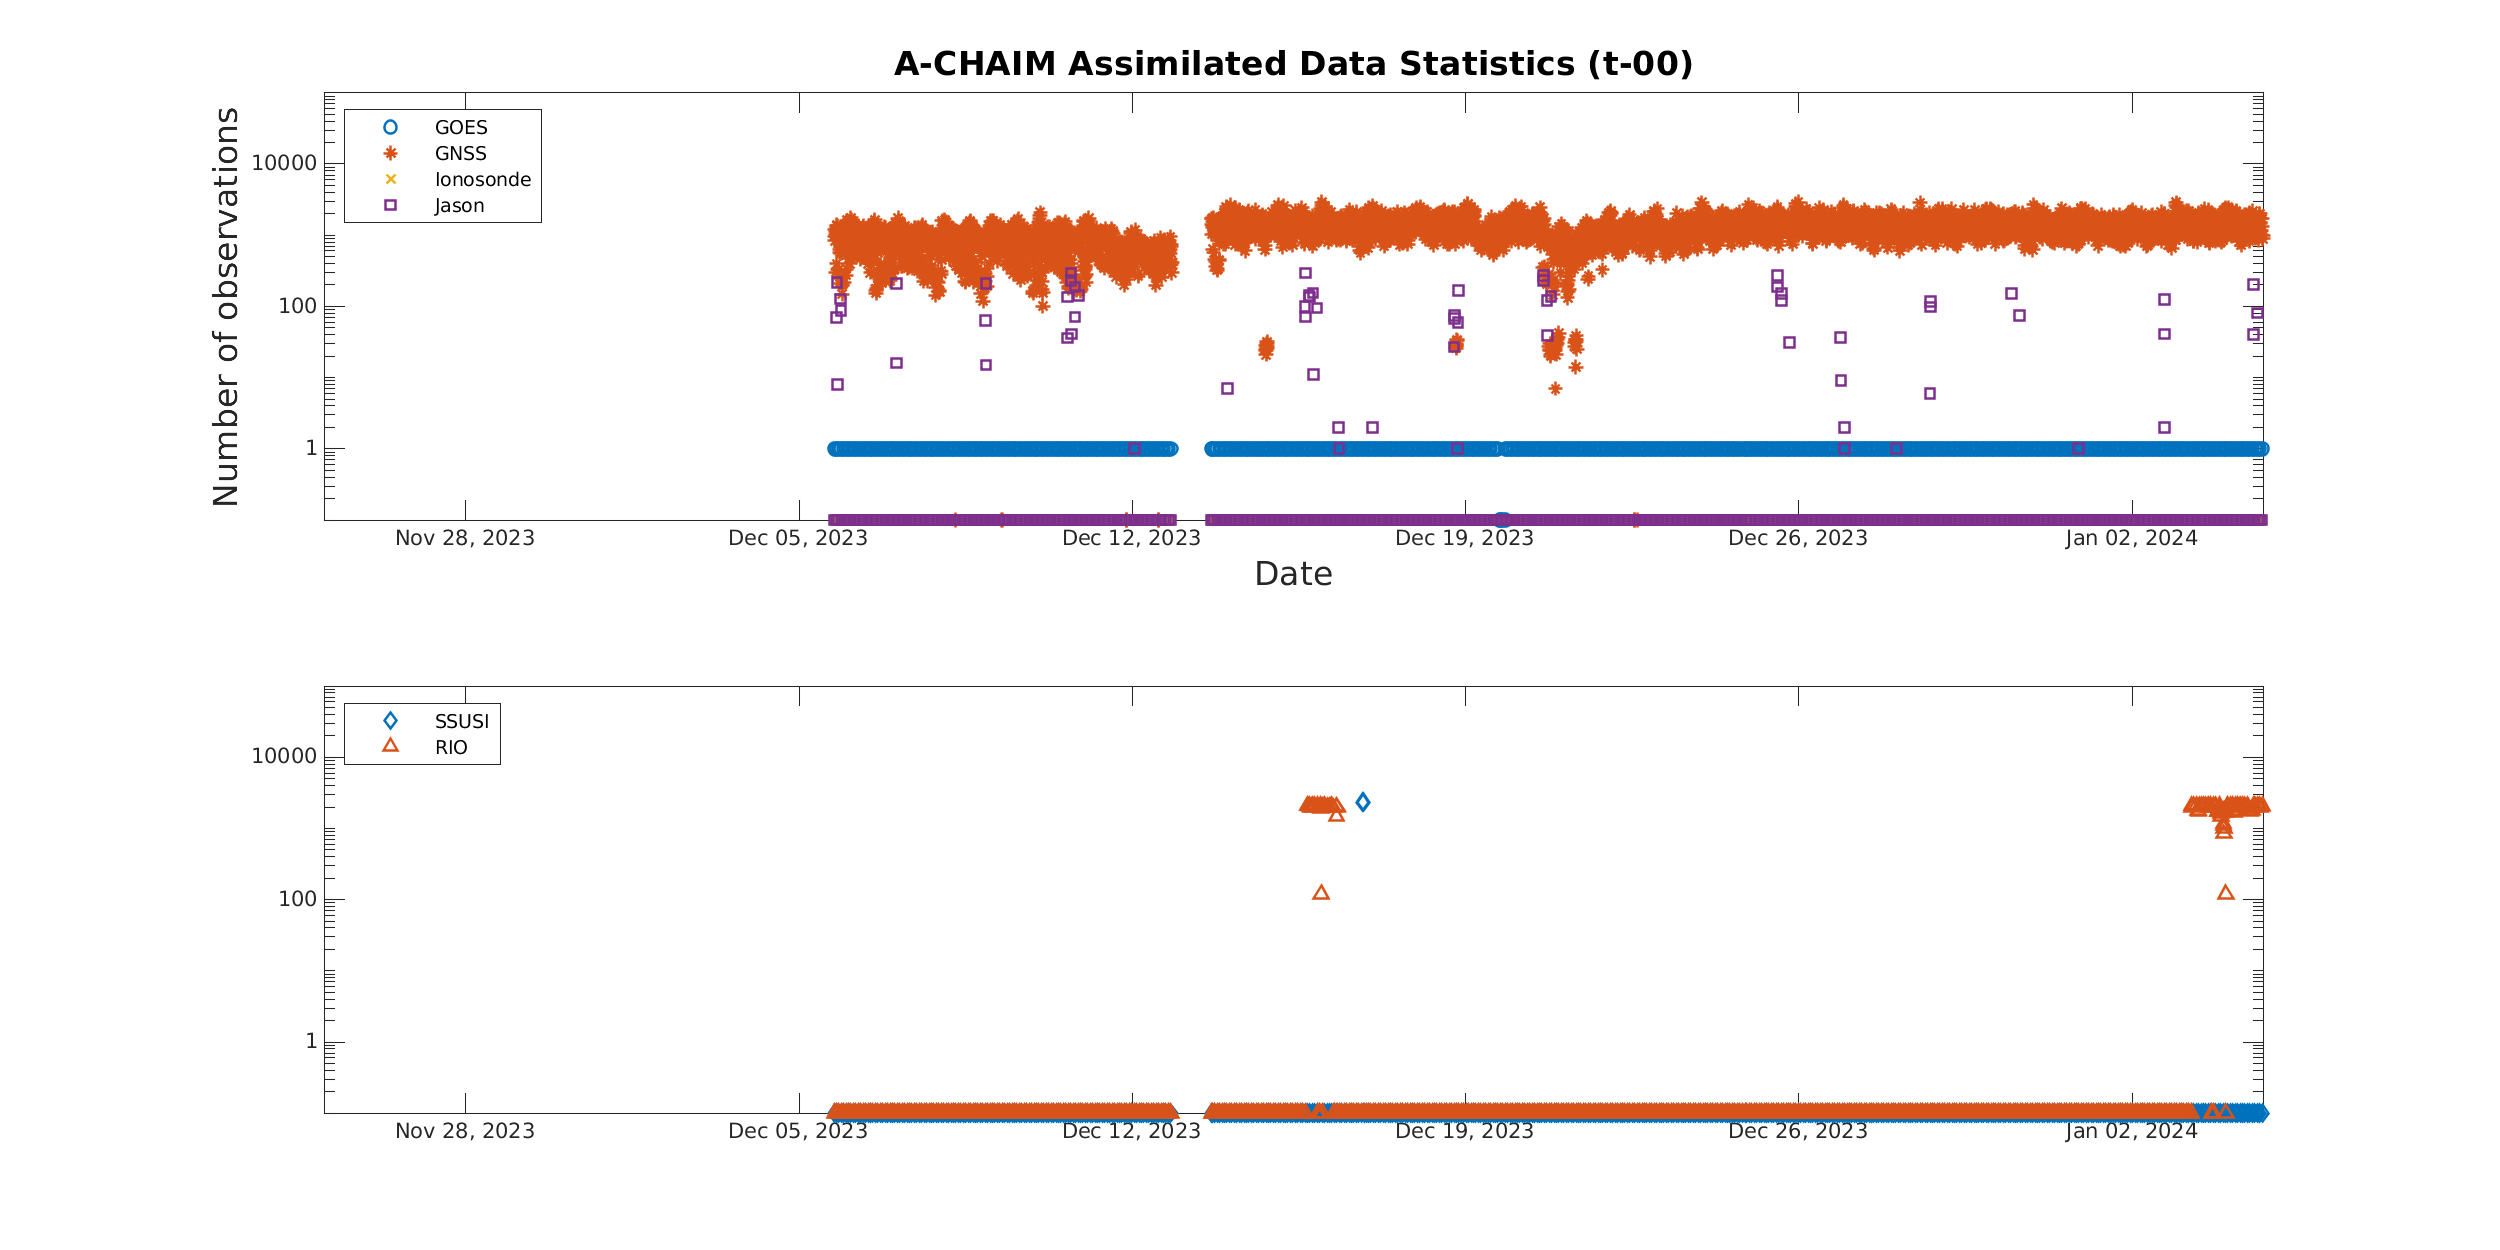 A-CHAIM Assimilated Data Statistics (t-00)
Number of observations
10000
100
1
GOES
GNSS
Ionosonde
Jason
Nov 28, 2023 Dec 05, 2023 Dec 12, 2023 Dec 19, 2023 Dec 26, 2023 Jan 02, 2024
Date
10000
100
1
SSUSI
RIO
Nov 28, 2023 Dec 05, 2023 Dec 12, 2023 Dec 19, 2023 Dec 26, 2023 Jan 02, 2024